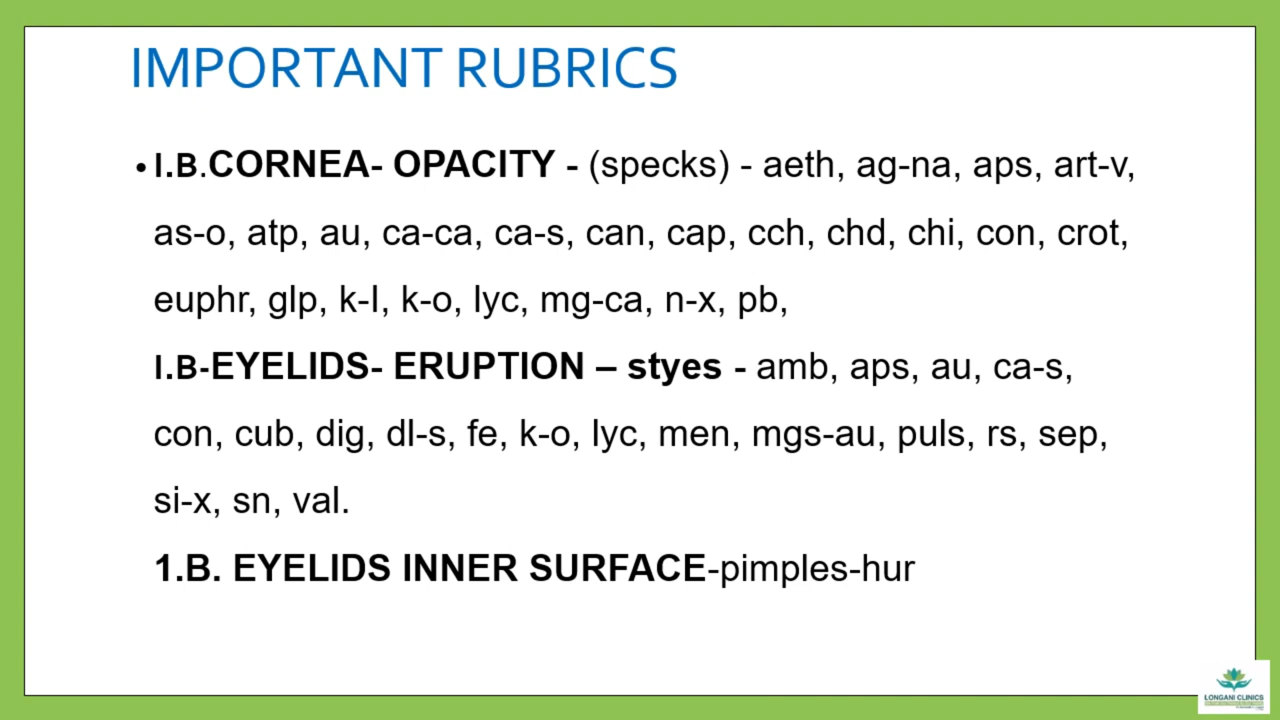 IMPORTANT RUBRICS
• I.B.CORNEA- OPACITY - (specks) - aeth, ag-na, aps, art-v,
as-o, atp, au, ca-ca, ca-s, can, cap, cch, chd, chi, con, crot,
euphr, glp, k-I, k-o, lyc, mg-ca, n-x, pb,
I.B-EYELIDS- ERUPTION – styes - amb, aps, au, ca-s,
con, cub, dig, dl-s, fe, k-o, lyc, men, mgs-au, puls, rs, sep,
si-x, sn, val.
1.B. EYELIDS INNER SURFACE-pimples-hur
LONGANI CLINICS